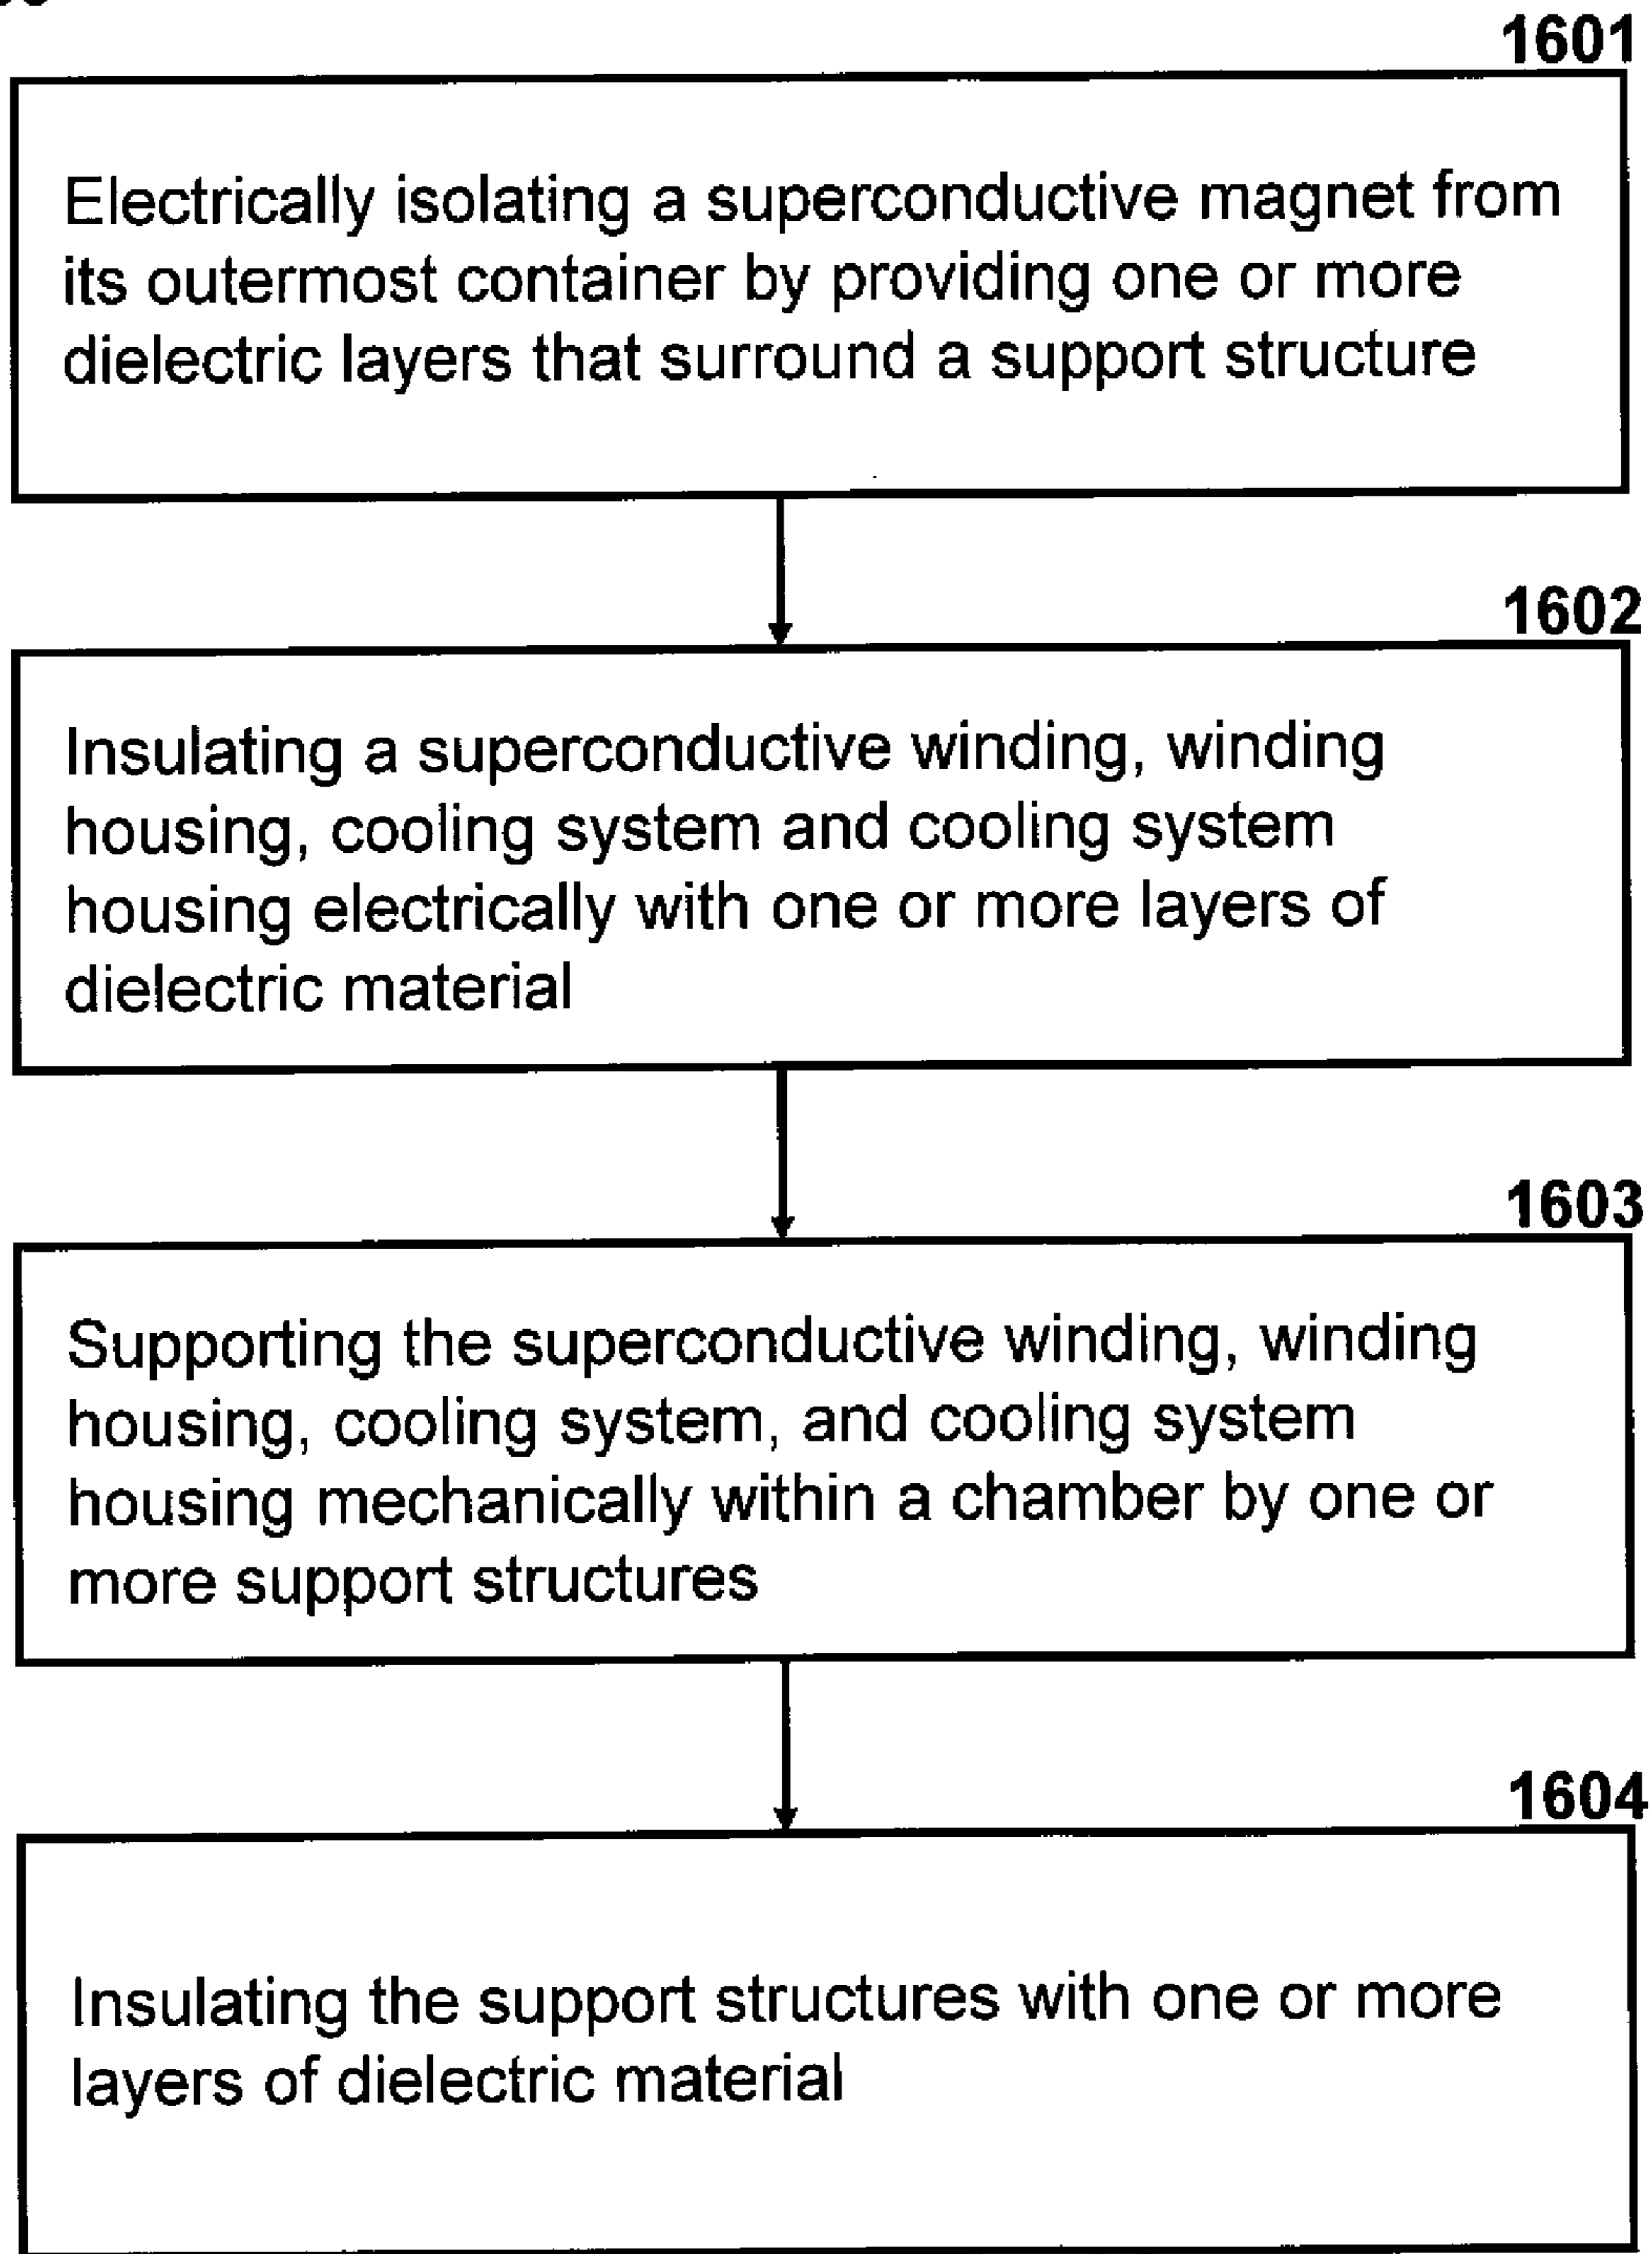 1601
Electrically isolating a superconductive magnet from
its outermost container by providing one or more
dielectric layers that surround a support structure
1602
Insulating a superconductive winding, winding
housing, cooling system and cooling system
housing electrically with one or more layers of
dielectric material
1603
Supporting the superconductive winding, winding
housing, cooling system, and cooling system
housing mechanically within a chamber by one or
more support structures
1604
Insulating the support structures with one or more
layers of dielectric material